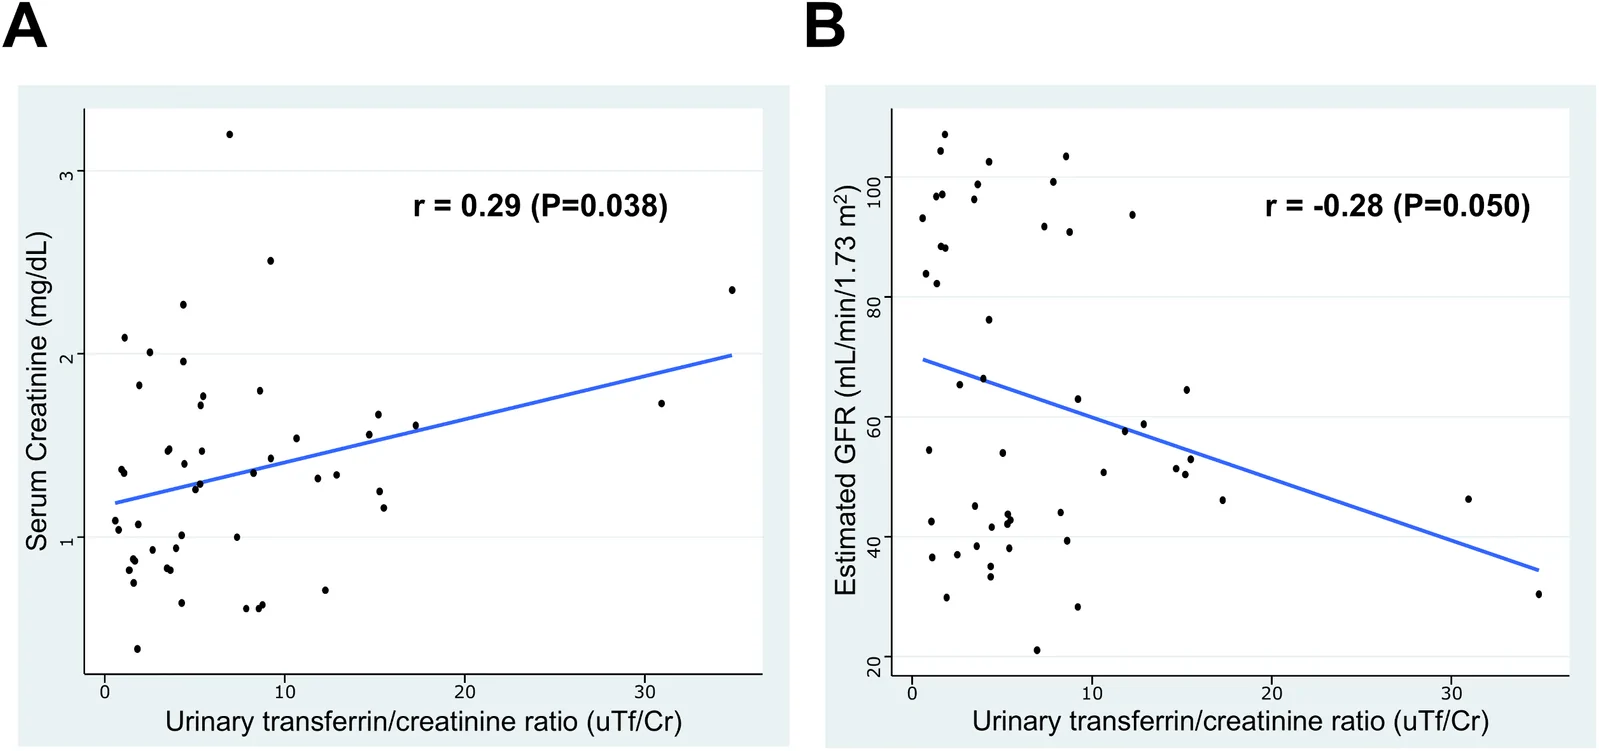 A
B
r = 0.29 (P=0.038)
Serum Creatinine (mg/dL)
3
2
1
0
10
20
30
Urinary transferrin/creatinine ratio (uTf/Cr)
r = -0.28 (P=0.050)
Estimated GFR (mL/min/1.73 m²)
100
80
60
40
20
0
10
20
30
Urinary transferrin/creatinine ratio (uTf/Cr)